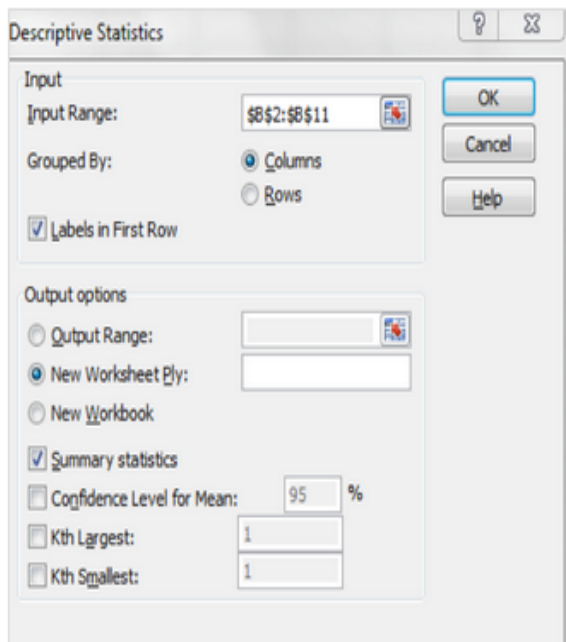 Descriptive Statistics ?
Input
Input Range: $B$2:$B$11
Grouped By: Columns
Rows
Labels in First Row
OK
Cancel
Help
Output options
Output Range:
New Worksheet Ply:
New Workbook
Summary statistics
Confidence Level for Mean: 95 %
Kth Largest: 1
Kth Smallest: 1